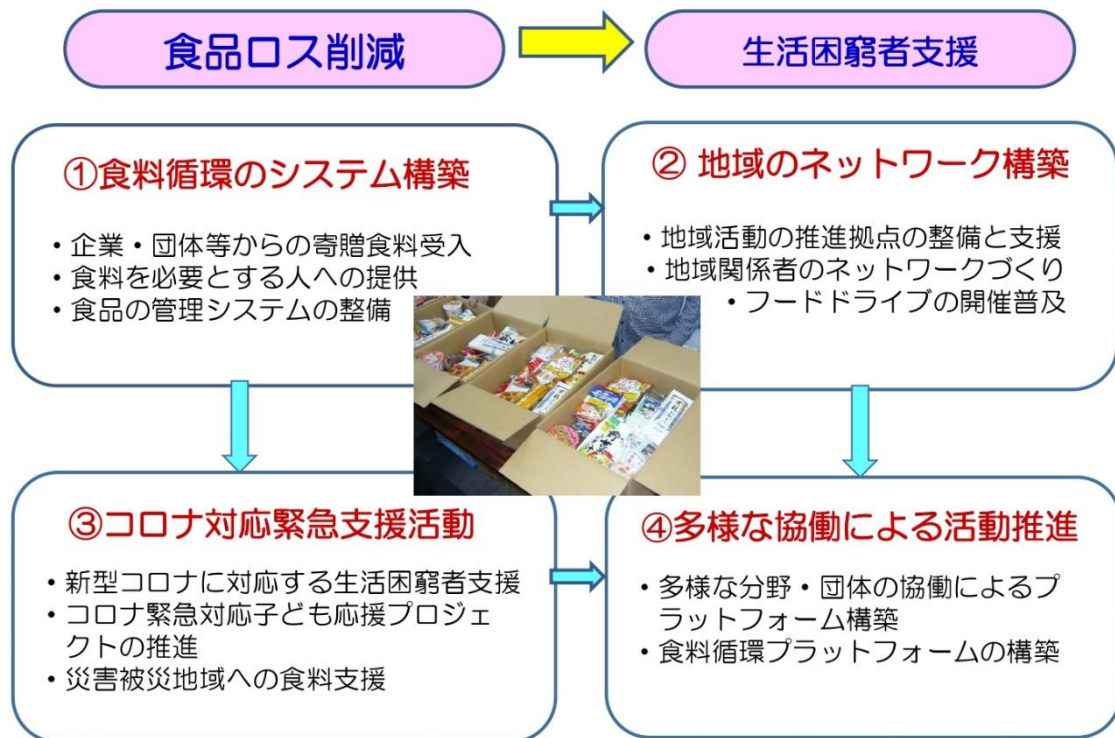 食品ロス削減
生活困窮者支援
①食料循環のシステム構築
・企業・団体等からの寄贈食料受入
・食料を必要とする人への提供
・食品の管理システムの整備
② 地域のネットワーク構築
・地域活動の推進拠点の整備と支援
・地域関係者のネットワークづくり
・フードドライブの開催普及
③コロナ対応緊急支援活動
・新型コロナに対応する生活困窮者支援
・コロナ緊急対応子ども応援プロジェ
クトの推進
・災害被災地域への食料支援
④多様な協働による活動推進
・多様な分野・団体の協働によるプ
ラットフォーム構築
・食料循環プラットフォームの構築